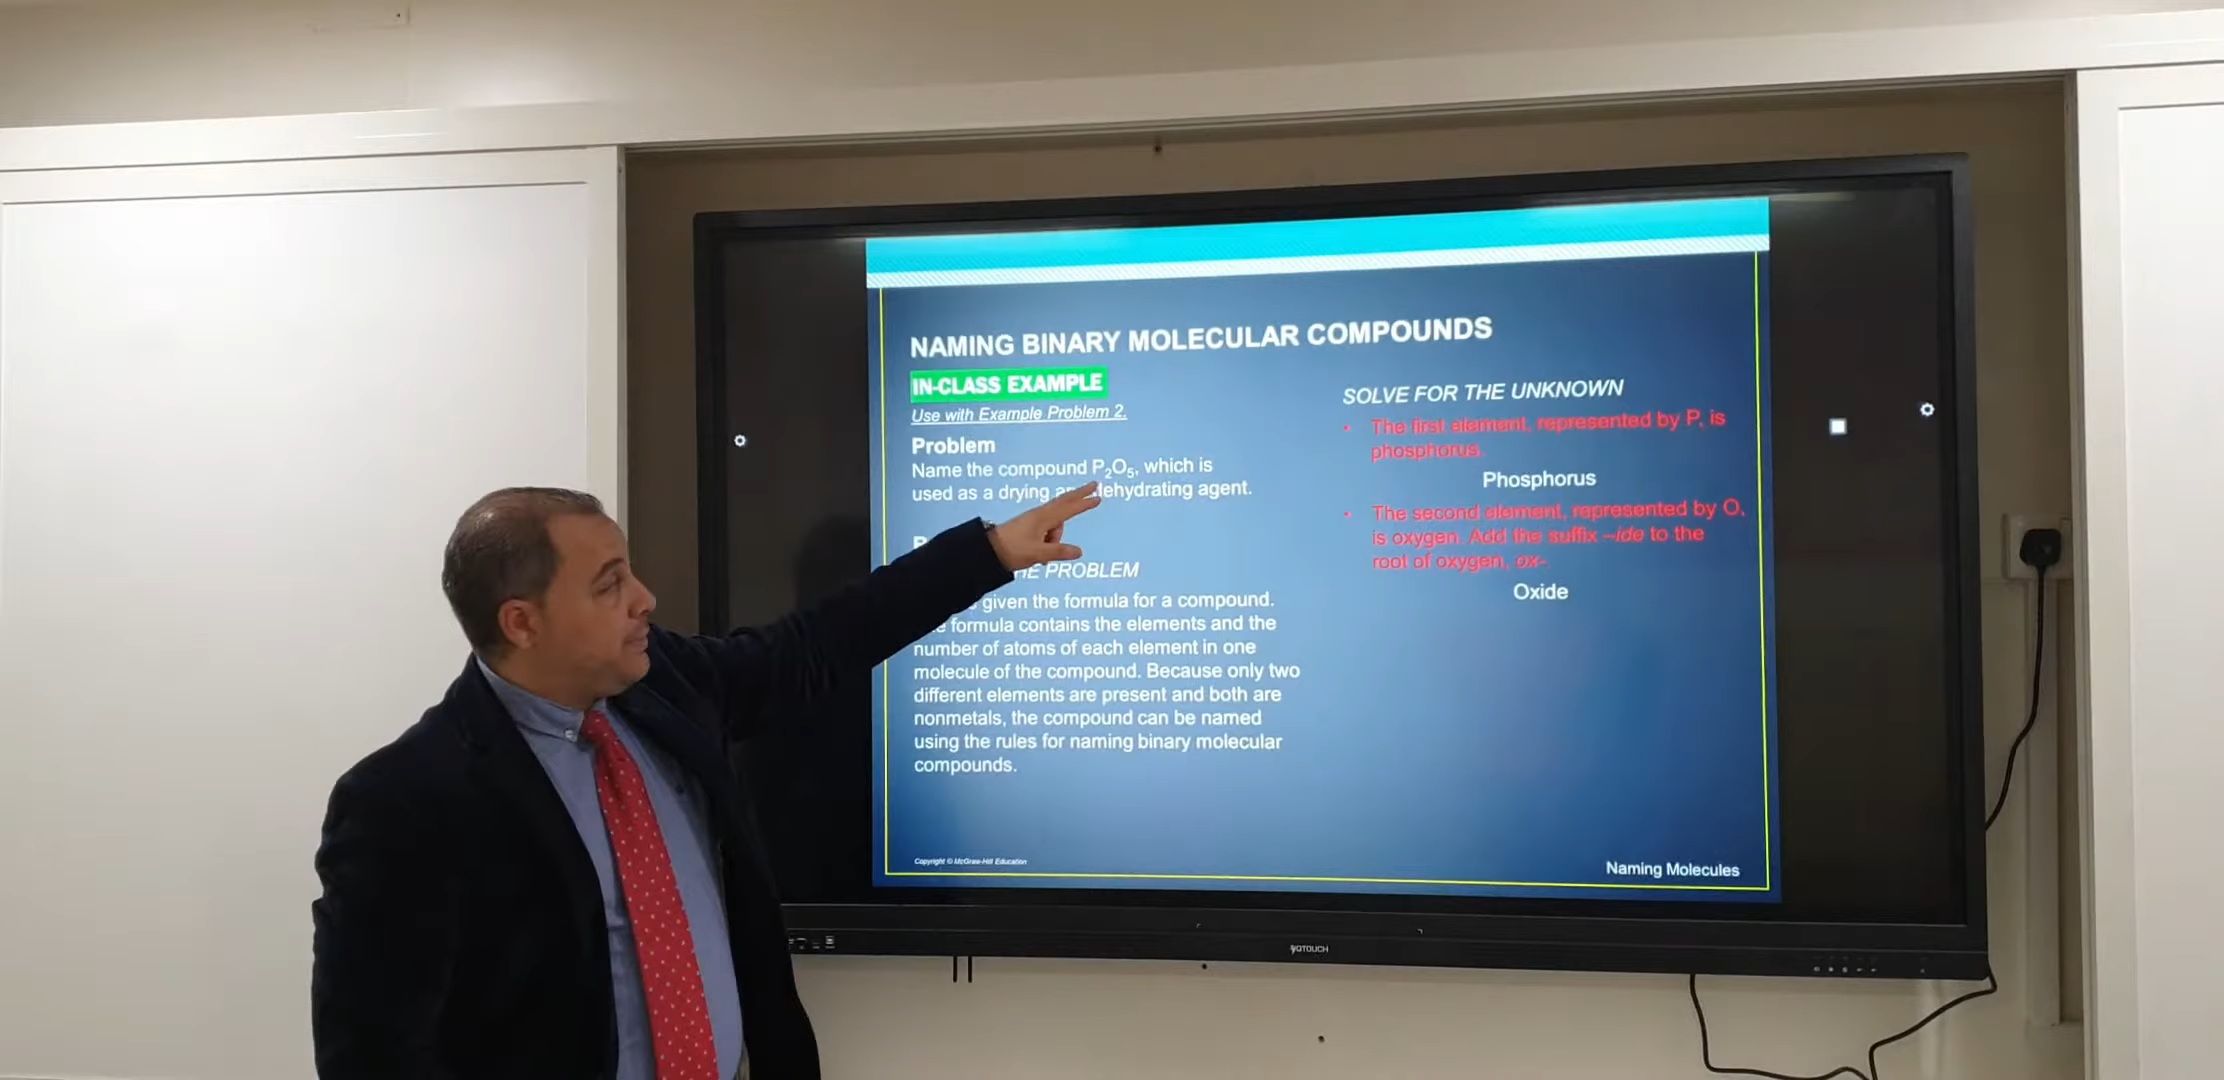 NAMING BINARY MOLECULAR COMPOUNDS
IN-CLASS EXAMPLE
Use with Example Problem 2.
Problem
Name the compound P₂O₅, which is
used as a drying dehydrating agent.
PROBLEM
given the formula for a compound.
formula contains the elements and the
number of atoms of each element in one
molecule of the compound. Because only two
different elements are present and both are
nonmetals, the compound can be named
using the rules for naming binary molecular
compounds.
SOLVE FOR THE UNKNOWN
• The first element, represented by P, is
phosphorus.
Phosphorus
• The second element, represented by O,
is oxygen. Add the suffix –ide to the
root of oxygen, ox-.
Oxide
Copyright © McGraw-Hill Education
Naming Molecules